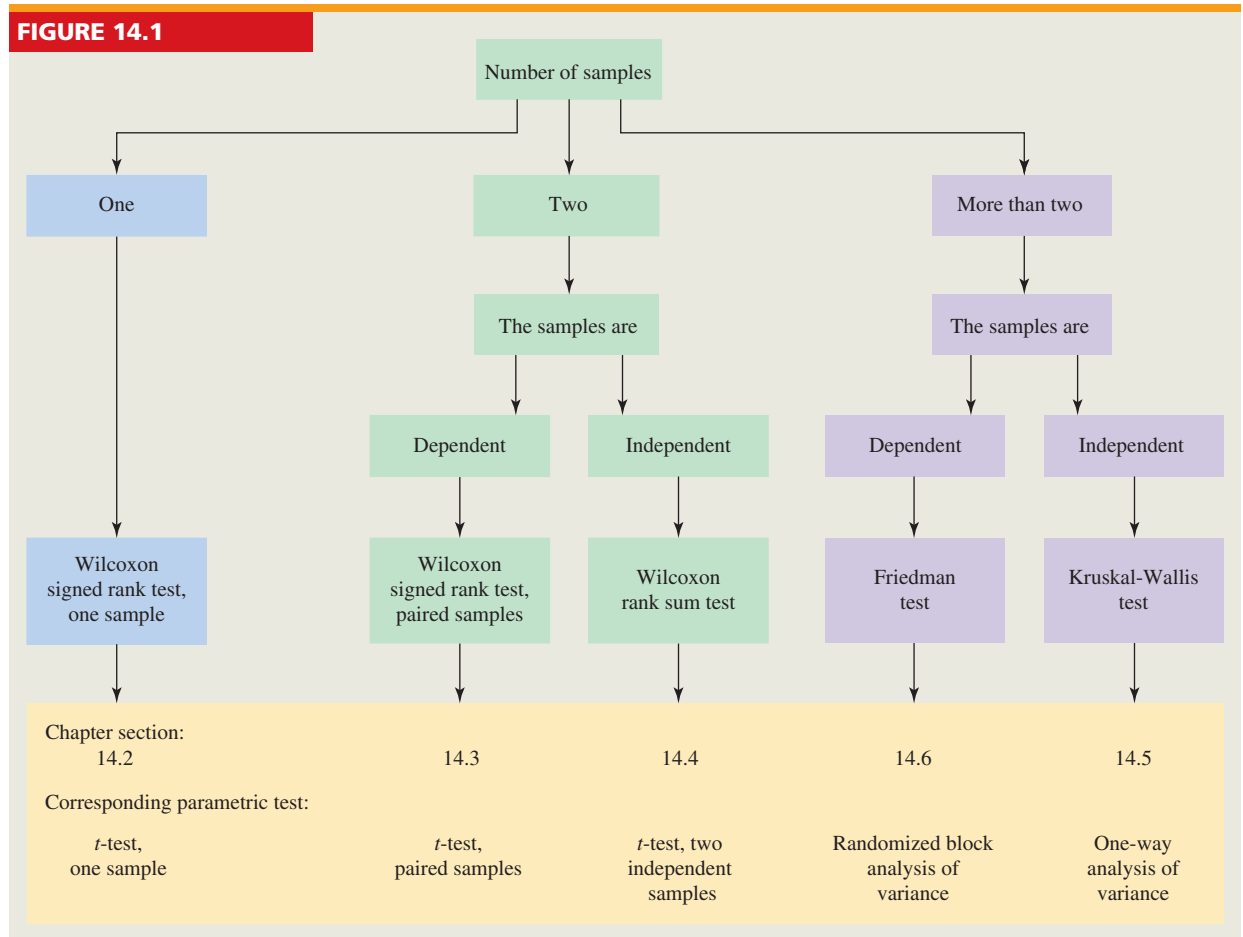 FIGURE 14.1
Number of samples
One
Two
More than two
The samples are
The samples are
Dependent
Independent
Dependent
Independent
Wilcoxon
signed rank test,
one sample
Wilcoxon
signed rank test,
paired samples
Wilcoxon
rank sum test
Friedman
test
Kruskal-Wallis
test
Chapter section:
14.2
14.3
14.4
14.6
14.5
Corresponding parametric test:
t-test,
one sample
t-test,
paired samples
t-test, two
independent
samples
Randomized block
analysis of
variance
One-way
analysis of
variance